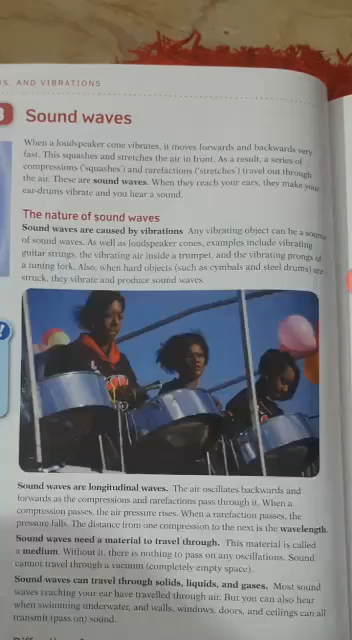 S, AND VIBRATIONS
Sound waves
When a loudspeaker cone vibrates, it moves forwards and backwards very
fast. This squashes and stretches the air in front. As a result, a series of
compressions ('squashes') and rarefactions ('stretches') travel out through
the air. These are sound waves. When they reach your ears, they make your
ear-drums vibrate and you hear a sound.
The nature of sound waves
Sound waves are caused by vibrations Any vibrating object can be a source
of sound waves. As well as loudspeaker cones, examples include vibrating
guitar strings, the vibrating air inside a trumpet, and the vibrating prongs of
a tuning fork. Also, when hard objects (such as cymbals and steel drums) are
struck, they vibrate and produce sound waves.
!
Sound waves are longitudinal waves. The air oscillates backwards and
forwards as the compressions and rarefactions pass through it. When a
compression passes, the air pressure rises. When a rarefaction passes, the
pressure falls. The distance from one compression to the next is the wavelength.
Sound waves need a material to travel through. This material is called
a medium. Without it, there is nothing to pass on any oscillations. Sound
cannot travel through a vacuum (completely empty space).
Sound waves can travel through solids, liquids, and gases. Most sound
waves reaching your ear have travelled through air. But you can also hear
when swimming underwater, and walls, windows, doors, and ceilings can all
transmit (pass on) sound.